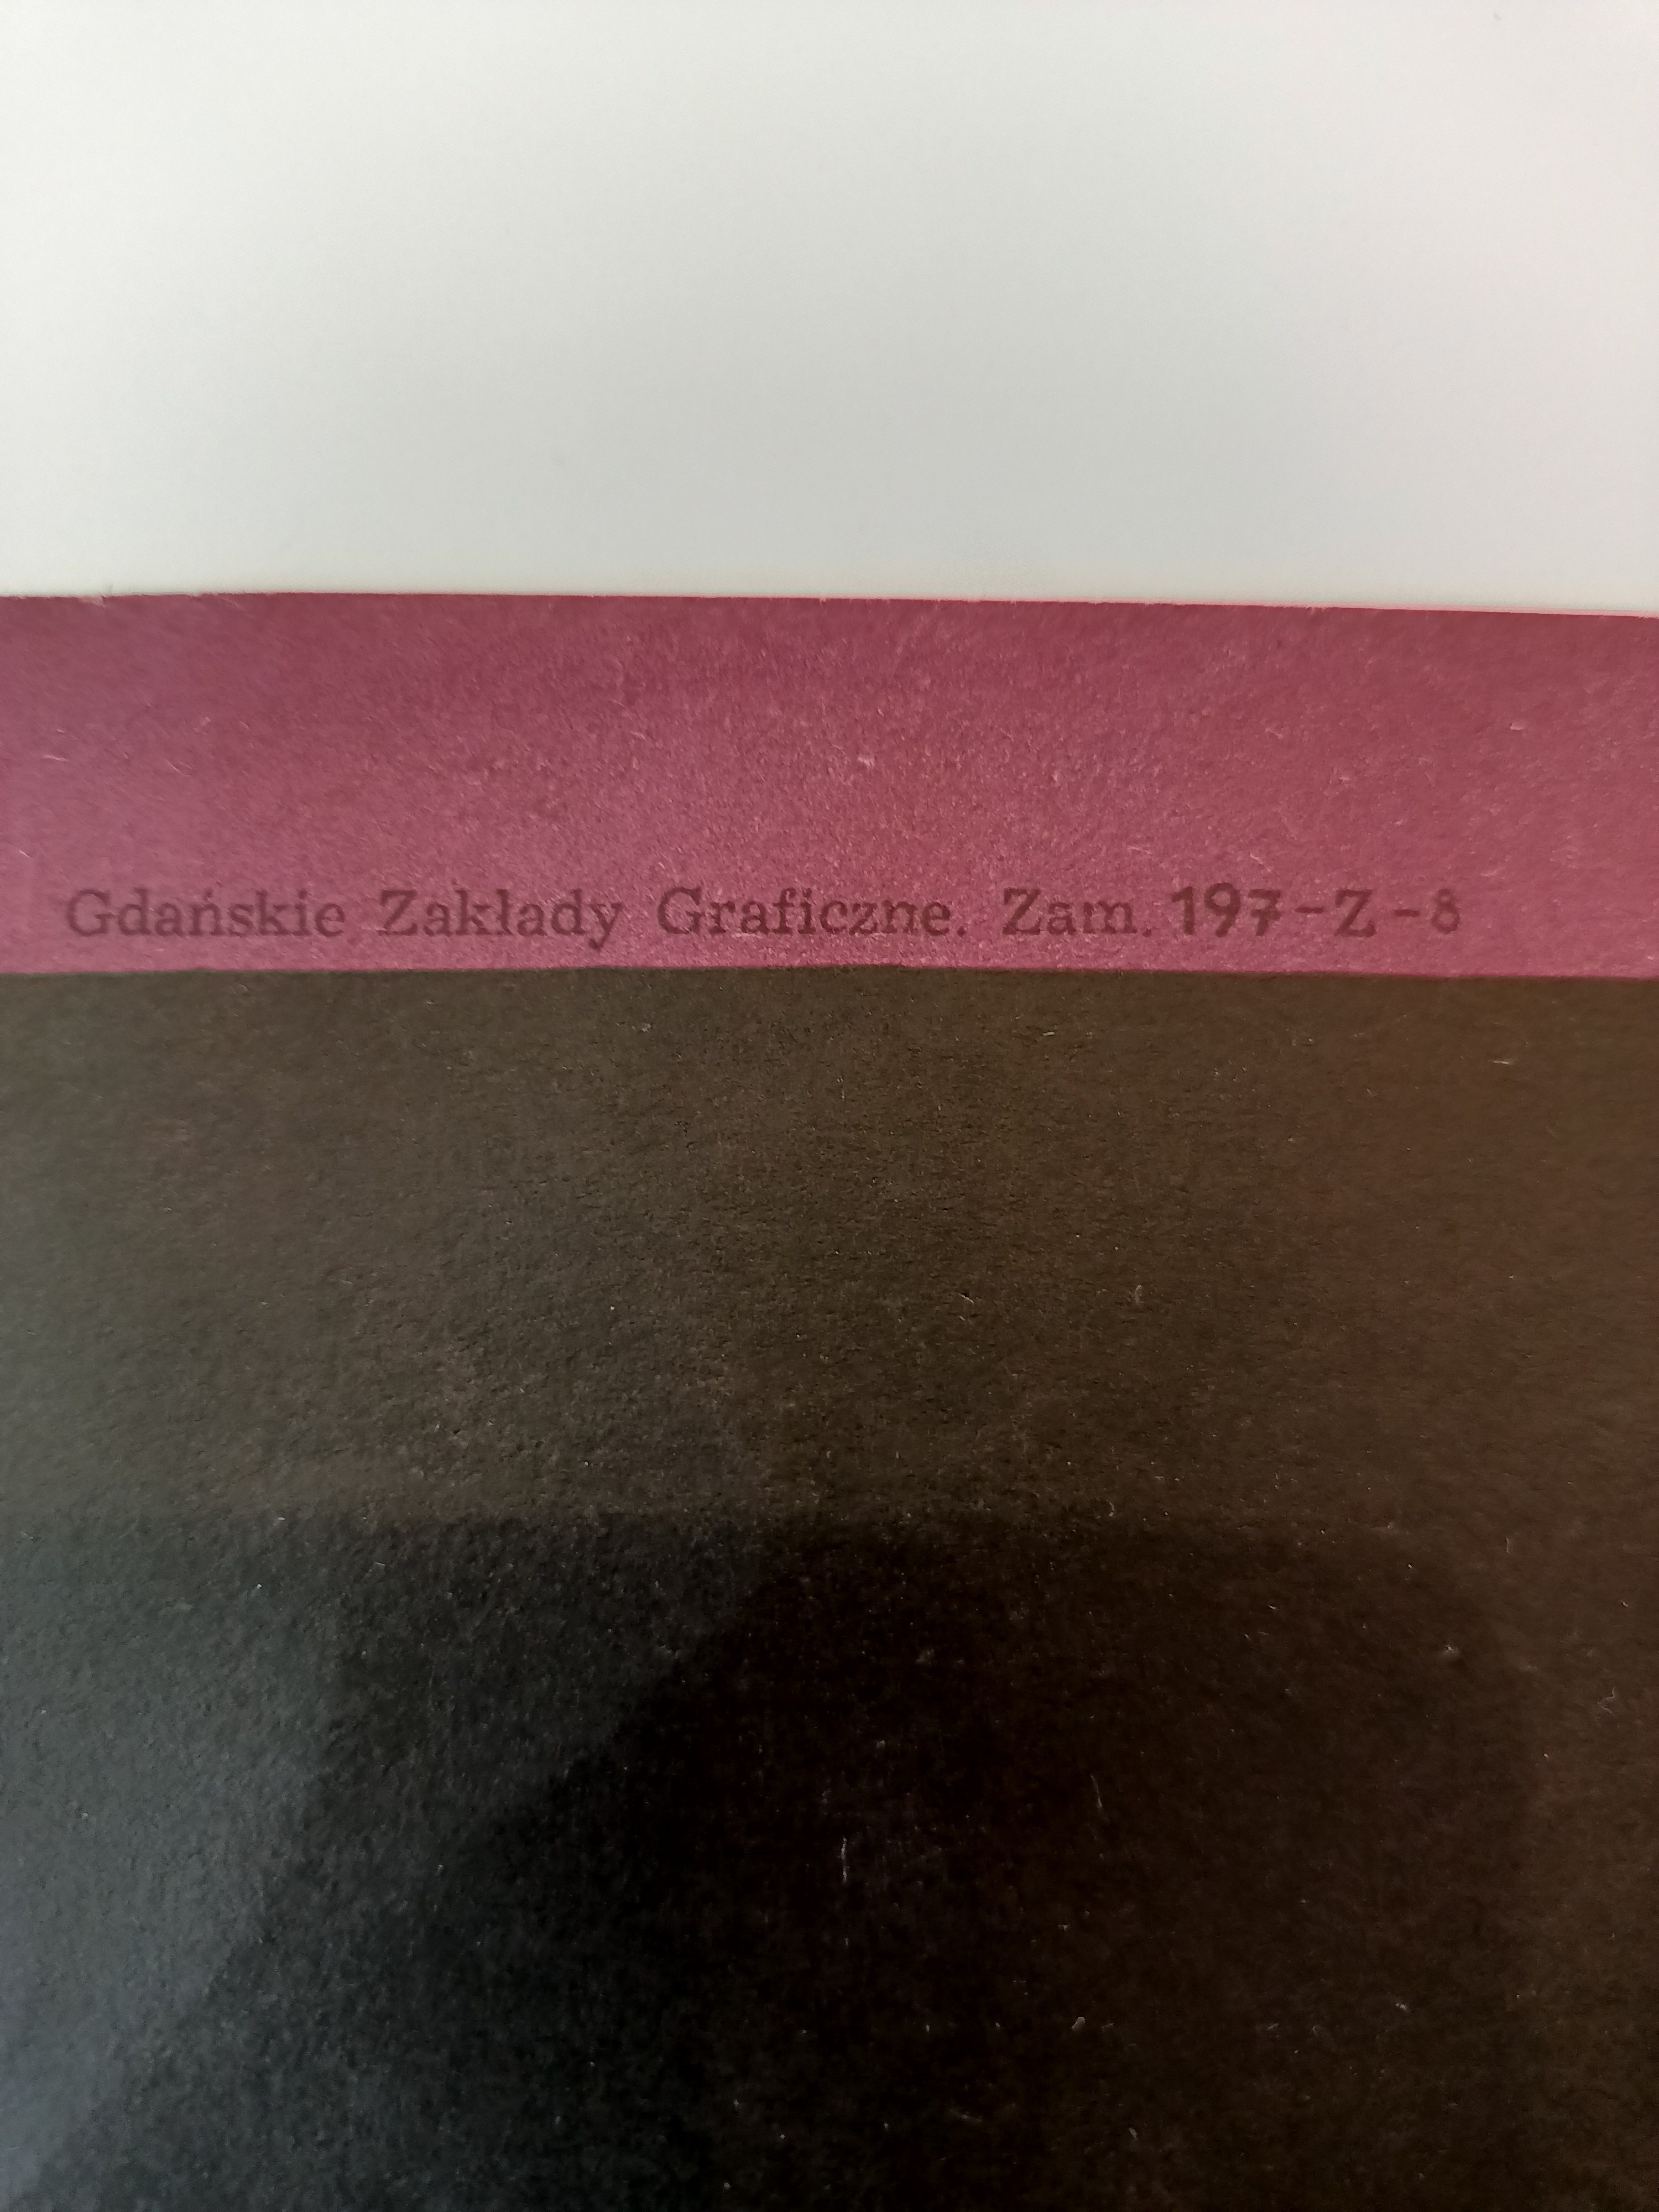 Gdańskie Zakłady Graficzne. Zam. 197-Z-8